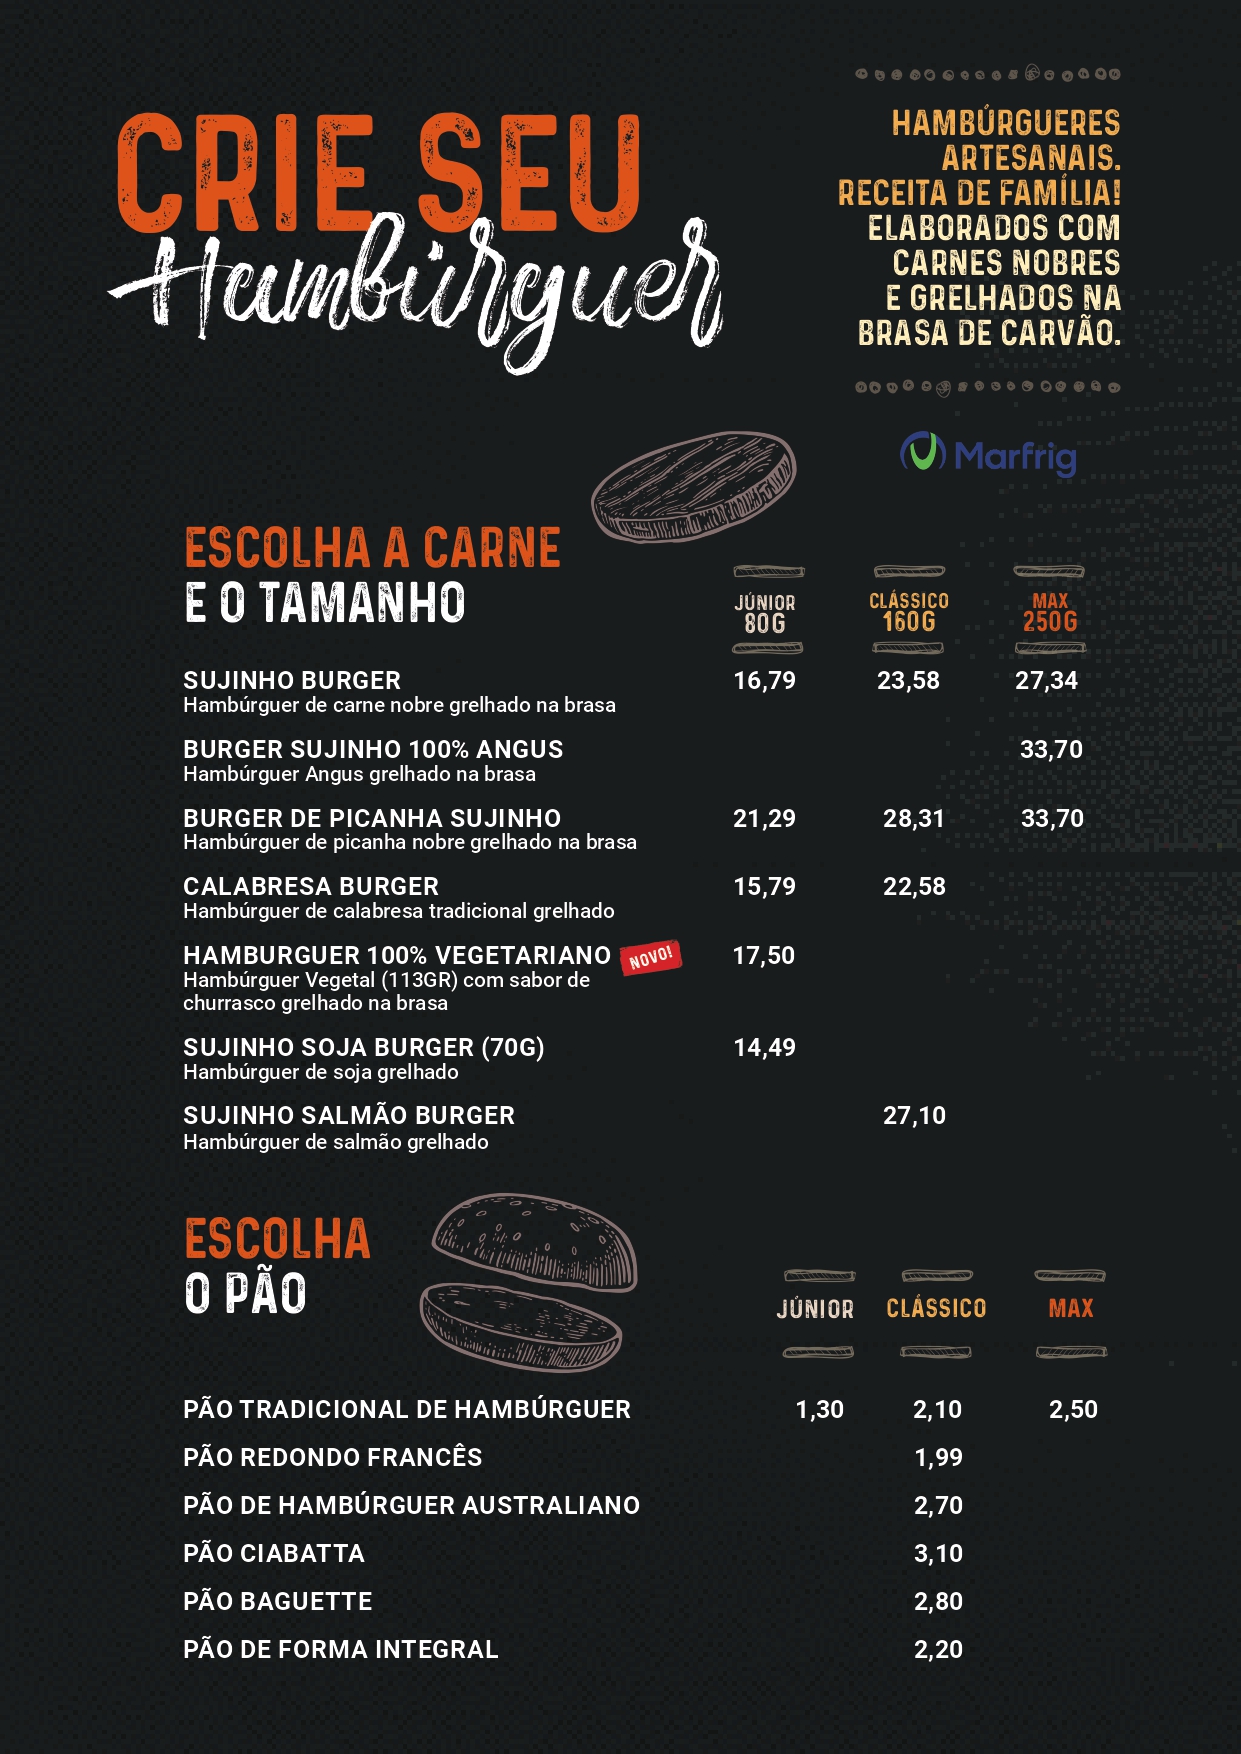 CRIE SEU
Hambúrguer
HAMBÚRGUERES
ARTESANAIS.
RECEITA DE FAMÍLIA!
ELABORADOS COM
CARNES NOBRES
E GRELHADOS NA
BRASA DE CARVÃO.
Marfrig
ESCOLHA A CARNE
E O TAMANHO
JÚNIOR 80G
CLÁSSICO 160G
MAX 250G
SUJINHO BURGER 16,79 23,58 27,34
Hambúrguer de carne nobre grelhado na brasa
BURGER SUJINHO 100% ANGUS 33,70
Hambúrguer Angus grelhado na brasa
BURGER DE PICANHA SUJINHO 21,29 28,31 33,70
Hambúrguer de picanha nobre grelhado na brasa
CALABRESA BURGER 15,79 22,58
Hambúrguer de calabresa tradicional grelhado
HAMBURGUER 100% VEGETARIANO NOVO! 17,50
Hambúrguer Vegetal (113GR) com sabor de
churrasco grelhado na brasa
SUJINHO SOJA BURGER (70G) 14,49
Hambúrguer de soja grelhado
SUJINHO SALMÃO BURGER 27,10
Hambúrguer de salmão grelhado
ESCOLHA
O PÃO
JÚNIOR CLÁSSICO MAX
PÃO TRADICIONAL DE HAMBÚRGUER 1,30 2,10 2,50
PÃO REDONDO FRANCÊS 1,99
PÃO DE HAMBÚRGUER AUSTRALIANO 2,70
PÃO CIABATTA 3,10
PÃO BAGUETTE 2,80
PÃO DE FORMA INTEGRAL 2,20